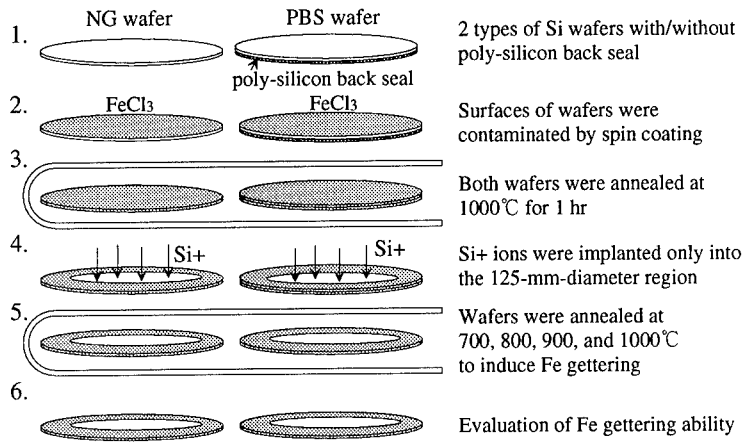 NG wafer
PBS wafer
1.
poly-silicon back seal
2 types of Si wafers with/without
poly-silicon back seal
2.
FeCl3
FeCl3
Surfaces of wafers were
contaminated by spin coating
3.
Both wafers were annealed at
1000℃ for 1 hr
4.
Si+
Si+
Si+ ions were implanted only into
the 125-mm-diameter region
5.
Wafers were annealed at
700, 800, 900, and 1000℃
to induce Fe gettering
6.
Evaluation of Fe gettering ability